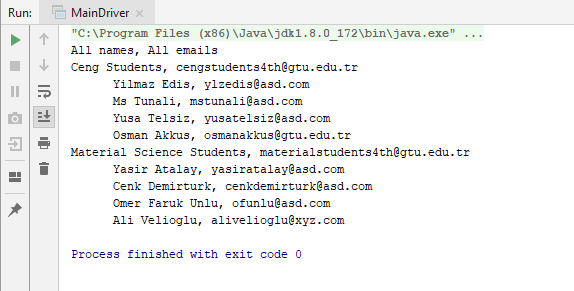 Run: MainDriver
"C:\Program Files (x86)\Java\jdk1.8.0_172\bin\java.exe" ...
All names, All emails
Ceng Students, cengstudents4th@gtu.edu.tr
Yilmaz Edis, ylzedis@asd.com
Ms Tunali, mstunali@asd.com
Yusa Telsiz, yusatelsiz@asd.com
Osman Akkus, osmanakkus@gtu.edu.tr
Material Science Students, materialstudents4th@gtu.edu.tr
Yasir Atalay, yasiratalay@asd.com
Cenk Demirturk, cenkdemirturk@asd.com
Omer Faruk Unlu, ofunlu@asd.com
Ali Velioglu, alivelioglu@xyz.com
Process finished with exit code 0